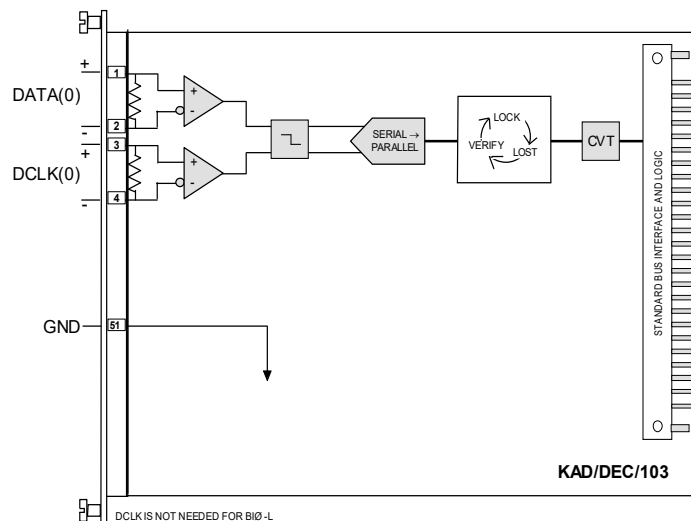 +
DATA(0)
-
+
DCLK(0)
-
GND
1
2
3
4
51
+
-
+
-
SERIAL →
PARALLEL
LOCK
VERIFY
LOST
CVT
STANDARD BUS INTERFACE AND LOGIC
KAD/DEC/103
DCLK IS NOT NEEDED FOR BIØ-L